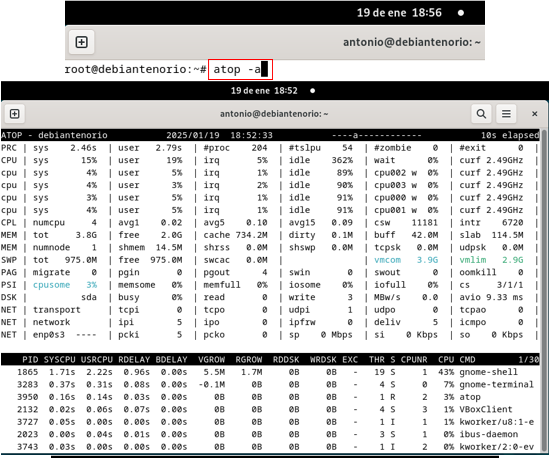 19 de ene 18:56
antonio@debiantenorio: ~
root@debiantenorio:~# atop -a
19 de ene 18:52
antonio@debiantenorio: ~
ATOP - debiantenorio 2025/01/19 18:52:33 ----a------------ 10s elapsed
PRC | sys 2.46s | user 2.79s | #proc 204 | #tslpu 54 | #zombie 0 | #exit 0 |
CPU | sys 15% | user 19% | irq 5% | idle 362% | wait 0% | curf 2.49GHz |
cpu | sys 4% | user 5% | irq 1% | idle 89% | cpu002 w 0% | curf 2.49GHz |
cpu | sys 4% | user 3% | irq 2% | idle 90% | cpu003 w 0% | curf 2.49GHz |
cpu | sys 3% | user 5% | irq 1% | idle 91% | cpu000 w 0% | curf 2.49GHz |
cpu | sys 4% | user 5% | irq 1% | idle 91% | cpu001 w 0% | curf 2.49GHz |
CPL | numcpu 4 | avg1 0.02 | avg5 0.10 | avg15 0.09 | csw 11181 | intr 6720 |
MEM | tot 3.8G | free 2.0G | cache 734.2M | dirty 0.1M | buff 42.0M | slab 114.5M |
MEM | numnode 1 | shmem 14.5M | shrss 0.0M | shswp 0.0M | tcpsk 0.0M | udpsk 0.0M |
SWP | tot 975.0M | free 975.0M | swcac 0.0M | | vmcom 3.9G | vmlim 2.9G |
PAG | migrate 0 | pgin 0 | pgout 4 | swin 0 | swout 0 | oomkill 0 |
PSI | cpusome 3% | memsome 0% | memfull 0% | iosome 0% | iofull 0% | cs 3/1/1 |
DSK | sda | busy 0% | read 0 | write 3 | MBw/s 0.0 | avio 9.33 ms |
NET | transport | tcpi 0 | tcpo 0 | udpi 1 | udpo 0 | tcpao 0 |
NET | network | ipi 5 | ipo 0 | ipfrw 0 | deliv 5 | icmpo 0 |
NET | enp0s3 ---- | pcki 5 | pcko 0 | sp 0 Mbps | si 0 Kbps | so 0 Kbps |
PID SYSCPU USRCPU RDELAY BDELAY VGROW RGROW RDDSK WRDSK EXC THR S CPUNR CPU CMD 1/30
1865 1.71s 2.22s 0.96s 0.00s 5.5M 1.7M 0B 0B - 19 S 1 43% gnome-shell
3283 0.37s 0.31s 0.08s 0.00s -0.1M 0B 0B 0B - 4 S 0 7% gnome-terminal
3950 0.16s 0.14s 0.03s 0.00s 0B 0B 0B 0B - 1 R 2 3% atop
2132 0.02s 0.06s 0.07s 0.00s 0B 0B 0B 0B - 4 S 3 1% VBoxClient
3727 0.05s 0.00s 0.02s 0.00s 0B 0B 0B 0B - 1 I 1 1% kworker/u8:1-e
2023 0.00s 0.04s 0.01s 0.00s 0B 0B 0B 0B - 3 S 1 0% ibus-daemon
3743 0.03s 0.00s 0.00s 0.00s 0B 0B 0B 0B - 1 I 2 0% kworker/2:0-ev